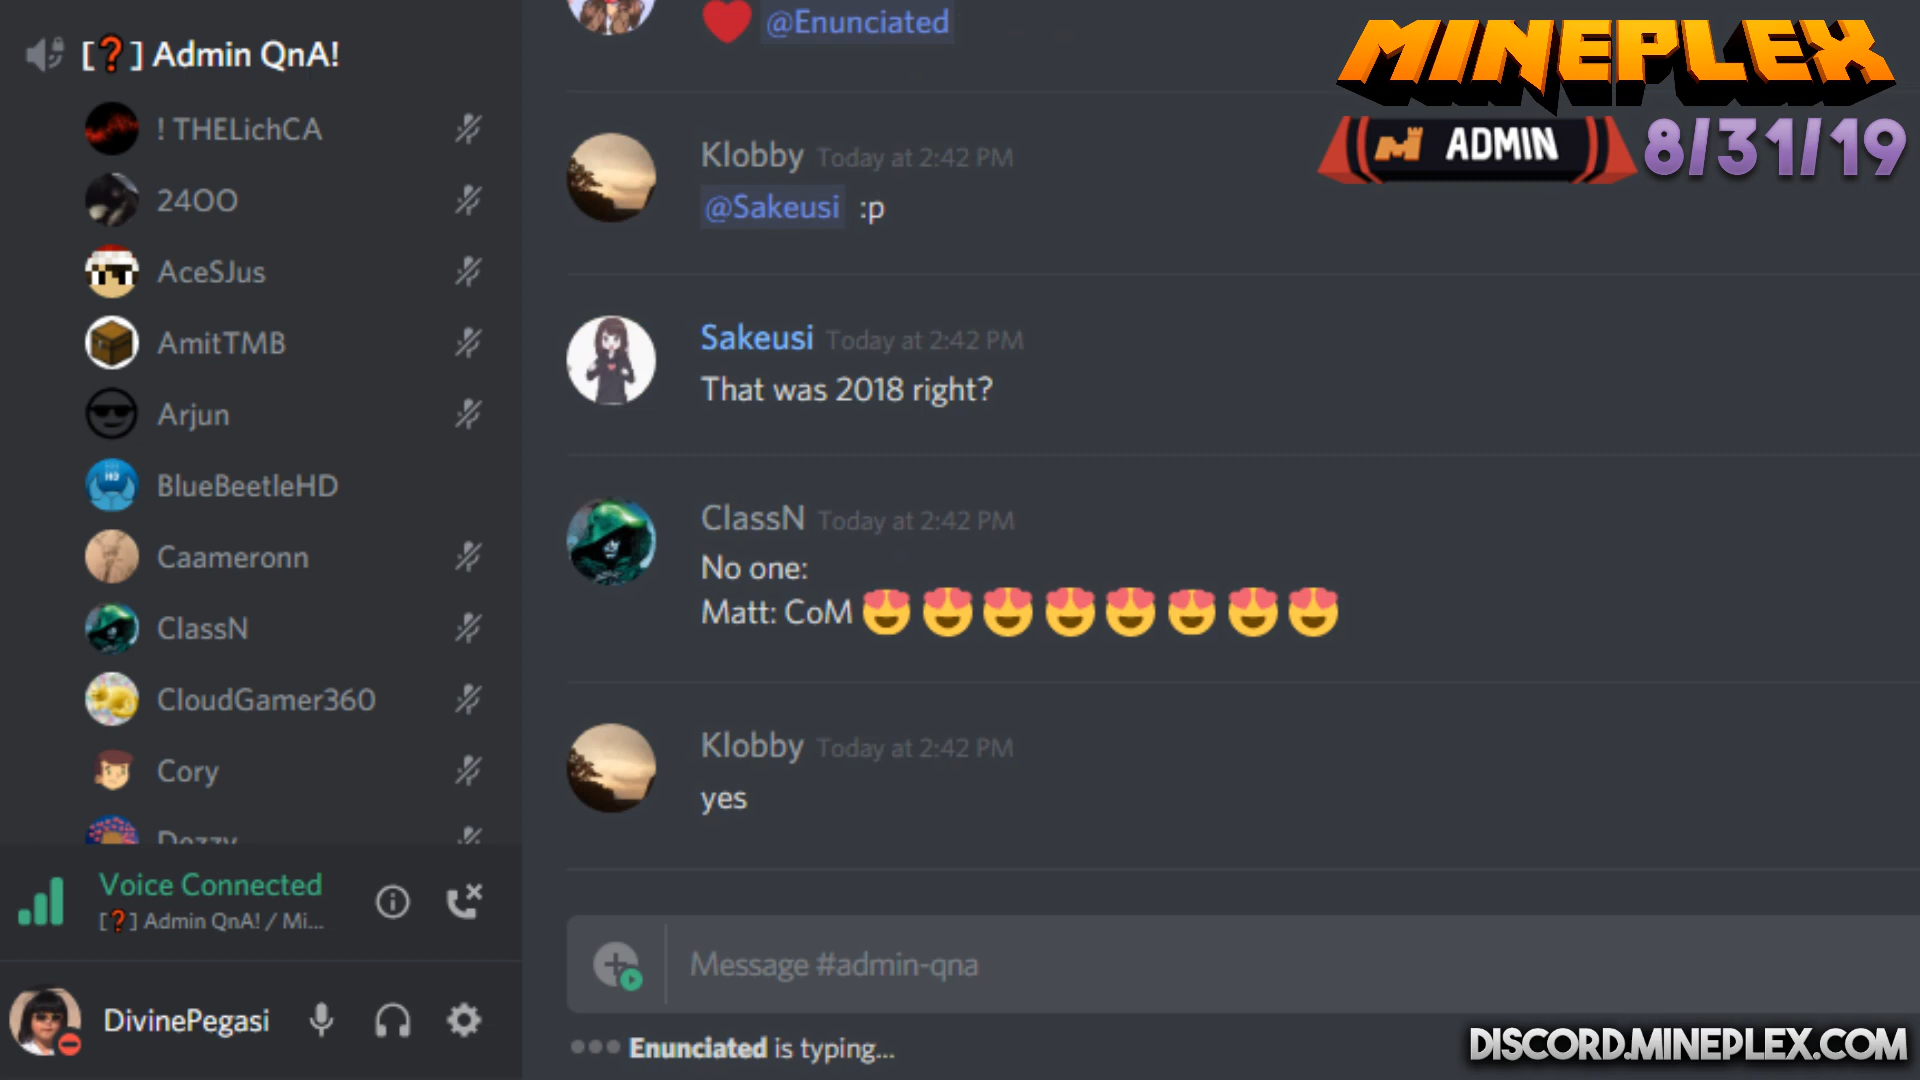 [❓] Admin QnA!
! THELichCA
24OO
AceSJus
AmitTMB
Arjun
BlueBeetleHD
Caameronn
ClassN
CloudGamer360
Cory
Dozzy
Voice Connected
[❓] Admin QnA! / Mi...
DivinePegasi
@Enunciated
Klobby Today at 2:42 PM
@Sakeusi :p
Sakeusi Today at 2:42 PM
That was 2018 right?
ClassN Today at 2:42 PM
No one:
Matt: CoM 😍 😍 😍 😍 😍 😍 😍 😍
Klobby Today at 2:42 PM
yes
Message #admin-qna
Enunciated is typing...
MINEPLEX
ADMIN 8/31/19
DISCORD.MINEPLEX.COM